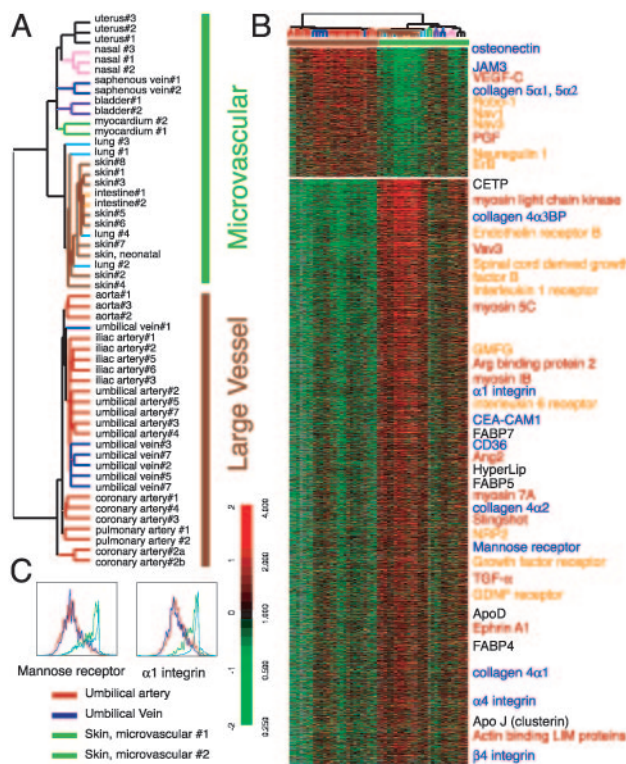 A
uterus#3
uterus#2
uterus#1
nasal #3
nasal #1
nasal #2
saphenous vein#1
saphenous vein#2
bladder#1
bladder#2
myocardium #2
myocardium #1
lung #3
lung #1
skin#8
skin#1
skin#3
intestine#1
intestine#2
skin#5
skin#6
lung #4
skin#7
skin, neonatal
lung #2
skin#2
skin#4
aorta#1
aorta#3
aorta#2
umbilical vein#1
iliac artery#1
iliac artery#2
iliac artery#5
iliac artery#6
iliac artery#3
umbilical artery#2
umbilical artery#5
umbilical artery#7
umbilical artery#3
umbilical artery#4
umbilical vein#3
umbilical vein#7
umbilical vein#2
umbilical vein#5
umbilical vein#7
coronary artery#1
coronary artery#4
coronary artery#3
pulmonary artery #1
pulmonary artery #2
coronary artery#2a
coronary artery#2b
Microvascular
Large Vessel
B
osteonectin
JAM3
VEGF-C
collagen 5α1, 5α2
Robo-1
Nav1
Nav3
PGF
Neuregulin 1
ErB
CETP
myosin light chain kinase
collagen 4α3BP
Endothelin receptor B
Vav3
Spinal cord derived growth
factor B
Interleukin 1 receptor
myosin 5C
GMFG
Arg binding protein 2
myosin IB
α1 integrin
interleukin 6 receptor
CEA-CAM1
FABP7
CD36
Ang2
HyperLip
FABP5
myosin 7A
collagen 4α2
Slingshot
NRP2
Mannose receptor
Growth factor receptor
TGF-α
GDNF receptor
ApoD
Ephrin A1
FABP4
collagen 4α1
α4 integrin
Apo J (clusterin)
Actin binding LIM proteins
β4 integrin
2
1
0
-1
-2
4.000
2.000
1.000
0.500
0.250
C
Mannose receptor
α1 integrin
Umbilical artery
Umbilical Vein
Skin, microvascular #1
Skin, microvascular #2